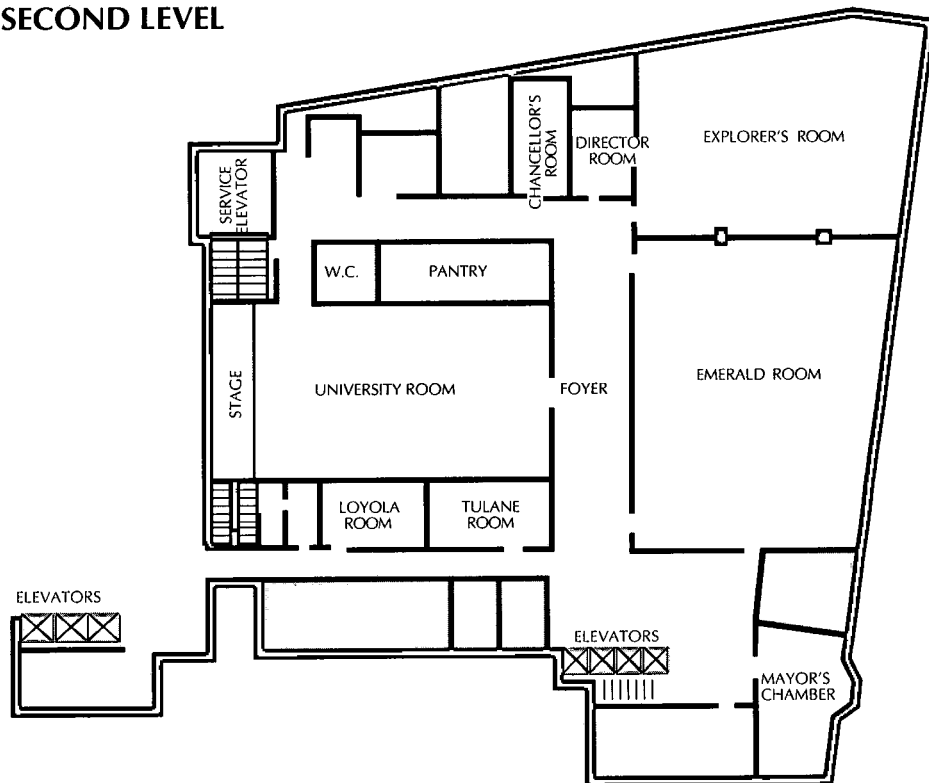 SECOND LEVEL
SERVICE
ELEVATOR
CHANCELLOR'S
ROOM
DIRECTOR
ROOM
EXPLORER'S ROOM
W.C.
PANTRY
STAGE
UNIVERSITY ROOM
FOYER
EMERALD ROOM
LOYOLA
ROOM
TULANE
ROOM
ELEVATORS
ELEVATORS
MAYOR'S
CHAMBER